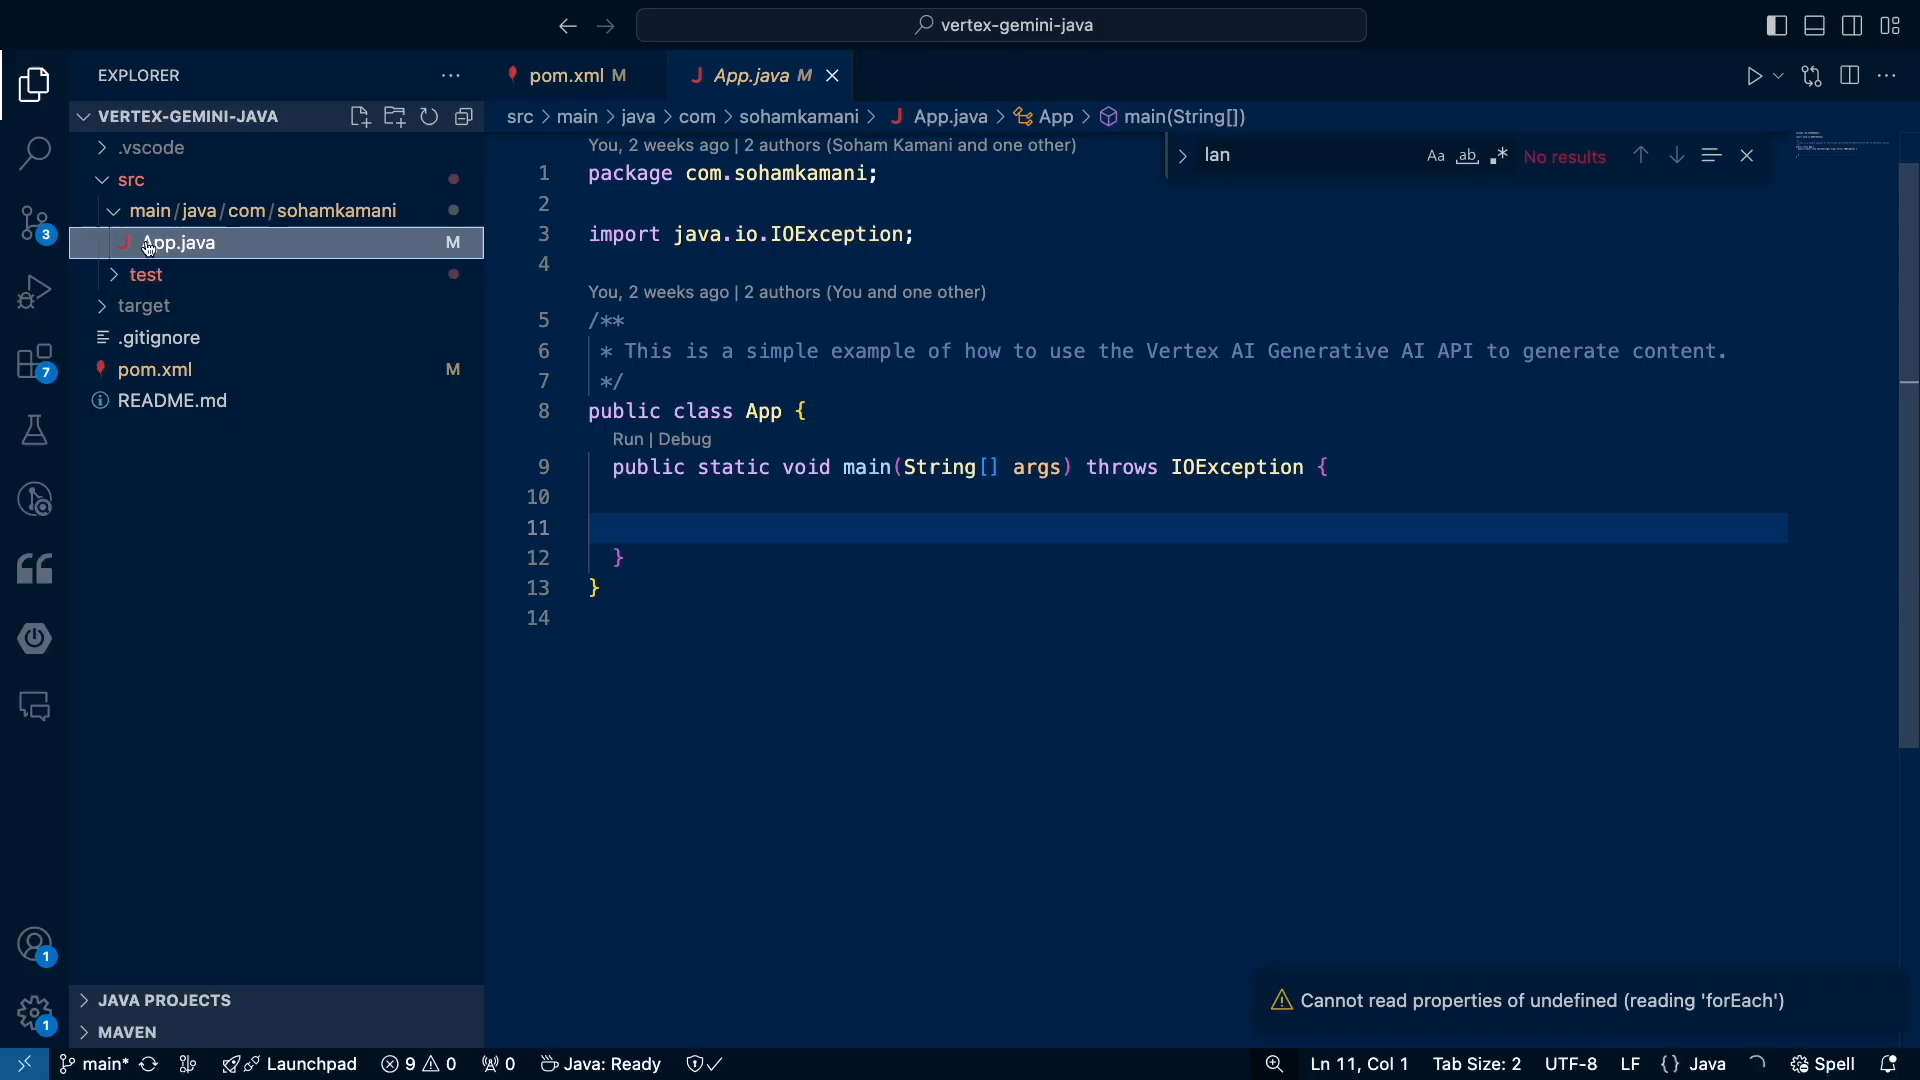 vertex-gemini-java
EXPLORER
pom.xml M
App.java M
VERTEX-GEMINI-JAVA
src > main > java > com > sohamkamani > J App.java > App > main(String[])
.vscode
src
main/java/com/sohamkamani
J App.java M
test
target
.gitignore
pom.xml M
README.md
JAVA PROJECTS
MAVEN
lan
Aa ab .* No results
You, 2 weeks ago | 2 authors (Soham Kamani and one other)
1 package com.sohamkamani;
2
3 import java.io.IOException;
4
You, 2 weeks ago | 2 authors (You and one other)
5 /**
6 * This is a simple example of how to use the Vertex AI Generative AI API to generate content.
7 */
8 public class App {
Run | Debug
9 public static void main(String[] args) throws IOException {
10
11
12 }
13 }
14
3
7
1
1
Cannot read properties of undefined (reading 'forEach')
main* Launchpad 9 0 0 Java: Ready Ln 11, Col 1 Tab Size: 2 UTF-8 LF {} Java Spell